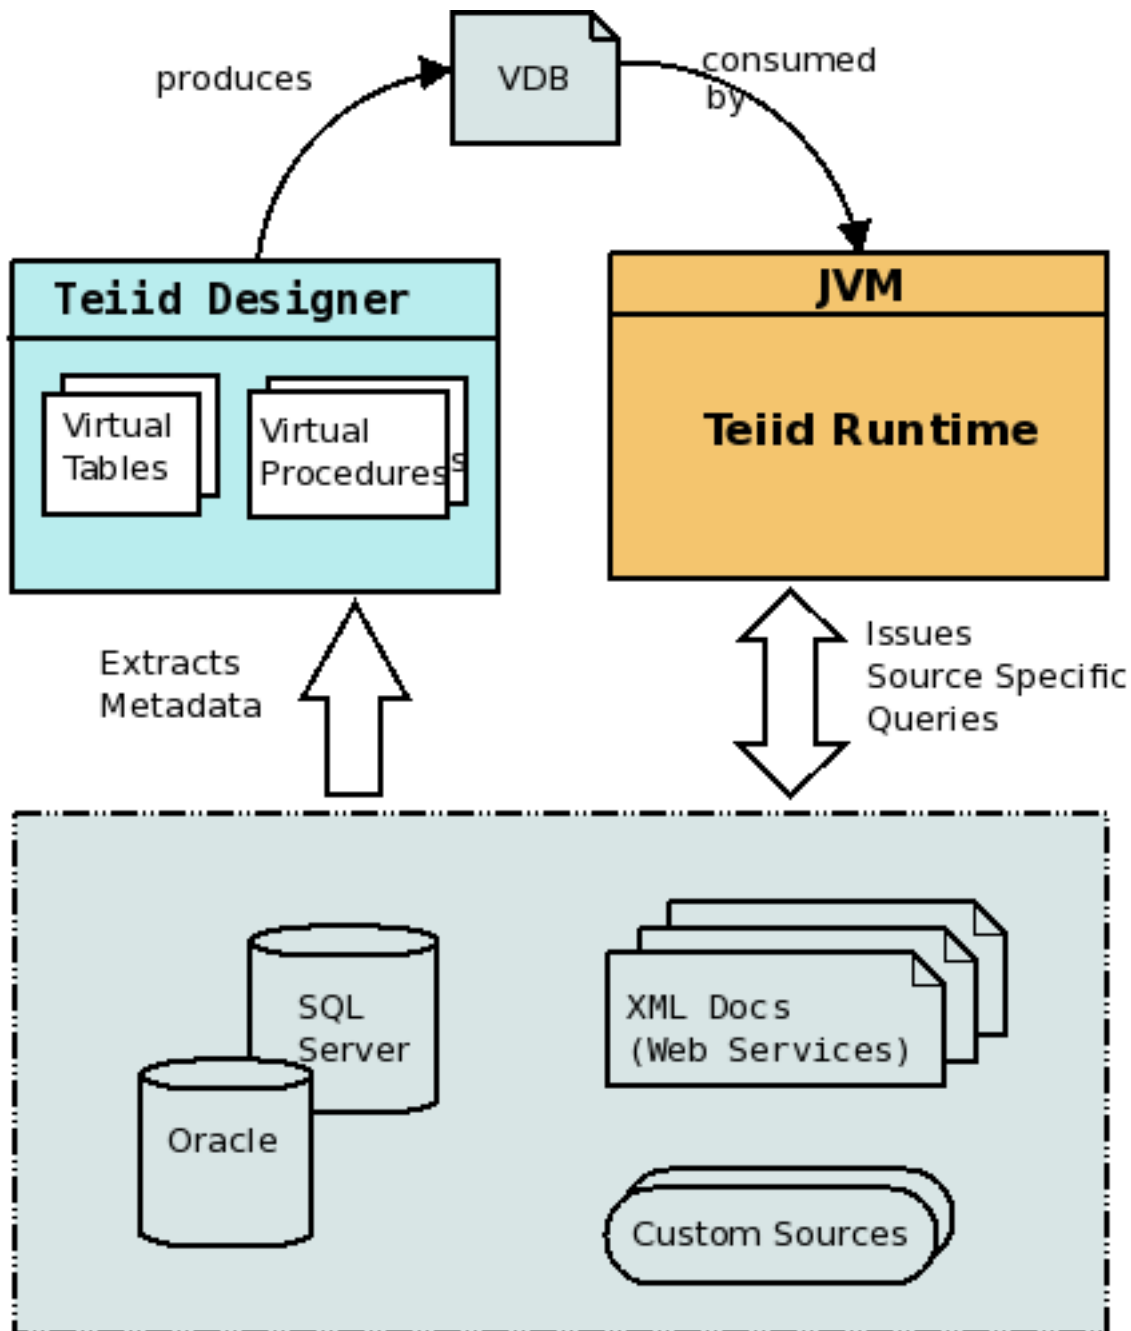 produces
VDB
consumed
by
Teiid Designer
JVM
Virtual
Tables
Virtual
Procedures
s
Teiid Runtime
Extracts
Metadata
Issues
Source Specific
Queries
SQL
Server
XML Docs
(Web Services)
Oracle
Custom Sources